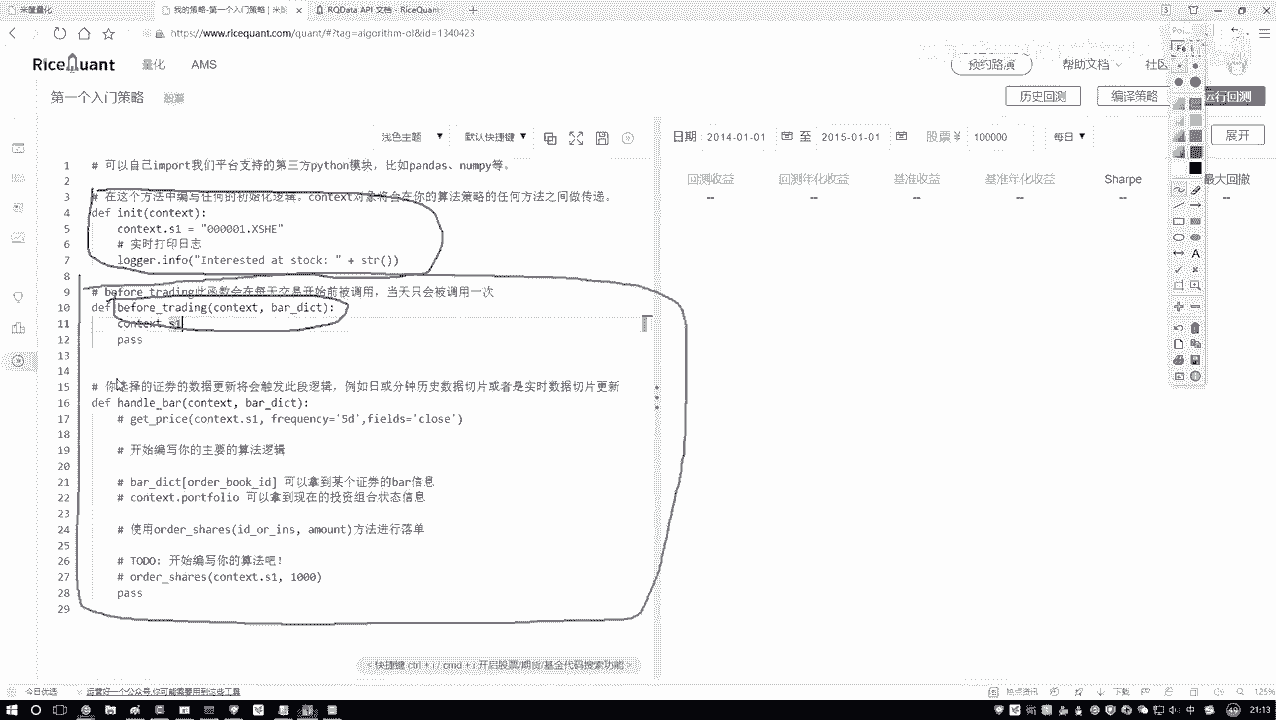 米筐量化
我的策略-第一个入门策略 | 米筐
RQData API 文档 - RiceQuant
https://www.ricequant.com/quant/#?tag=algorithm-ol&id=1340423
RiceQuant 量化 AMS 预约路演 帮助文档 社区
第一个入门策略 股票 历史回测 编译策略 运行回测
浅色主题 默认快捷键 日期 2014-01-01 至 2015-01-01 股票 ¥ 100000 每日 展开
回测收益 回测年化收益 基准收益 基准年化收益 Sharpe 最大回撤
-- -- -- -- -- --
1 # 可以自己import我们平台支持的第三方python模块，比如pandas、numpy等。
2
3 # 在这个方法中编写任何的初始化逻辑。context对象将会在你的算法策略的任何方法之间做传递。
4 def init(context):
5 context.s1 = "000001.XSHE"
6 # 实时打印日志
7 logger.info("Interested at stock: " + str())
8
9 # before_trading此函数会在每天交易开始前被调用，当天只会被调用一次
10 def before_trading(context, bar_dict):
11 context.s1
12 pass
13
14
15 # 你选择的证券的数据更新将会触发此段逻辑，例如日或分钟历史数据切片或者是实时数据切片更新
16 def handle_bar(context, bar_dict):
17 # get_price(context.s1, frequency='5d',fields='close')
18
19 # 开始编写你的主要的算法逻辑
20
21 # bar_dict[order_book_id] 可以拿到某个证券的bar信息
22 # context.portfolio 可以拿到现在的投资组合状态信息
23
24 # 使用order_shares(id_or_ins, amount)方法进行落单
25
26 # TODO: 开始编写你的算法吧！
27 # order_shares(context.s1, 1000)
28 pass
29
快捷键 ctrl + i / cmd + i 开启股票/期货/基金代码搜索功能
今日优选 运营好一个公众号,你可能需要用到这些工具 热点资讯 下载 125%
中 21:13